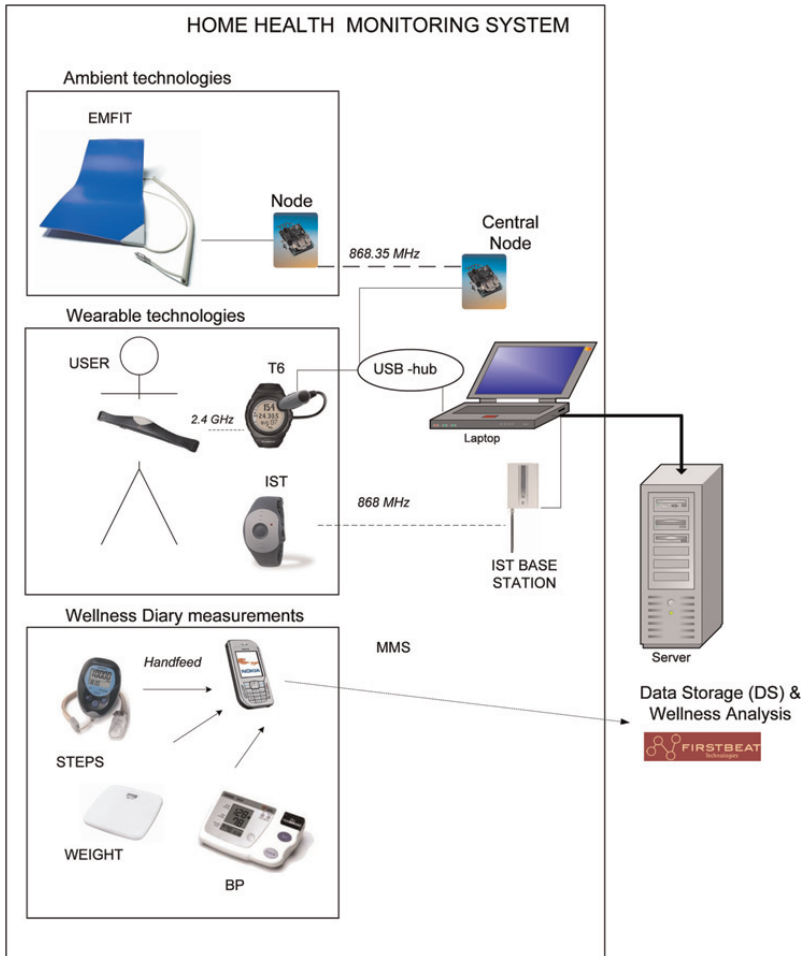 HOME HEALTH MONITORING SYSTEM
Ambient technologies
EMFIT
Node
Central
Node
868.35 MHz
Wearable technologies
USER
T6
USB -hub
2.4 GHz
Laptop
IST
868 MHz
IST BASE
STATION
Server
Wellness Diary measurements
Handfeed
NOKIA
MMS
STEPS
WEIGHT
BP
Data Storage (DS) &
Wellness Analysis
FIRSTBEAT
Technologies